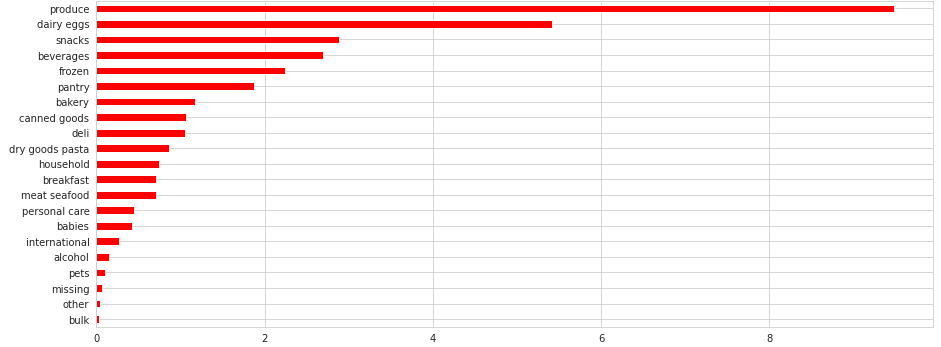 produce
dairy eggs
snacks
beverages
frozen
pantry
bakery
canned goods
deli
dry goods pasta
household
breakfast
meat seafood
personal care
babies
international
alcohol
pets
missing
other
bulk
0 2 4 6 8